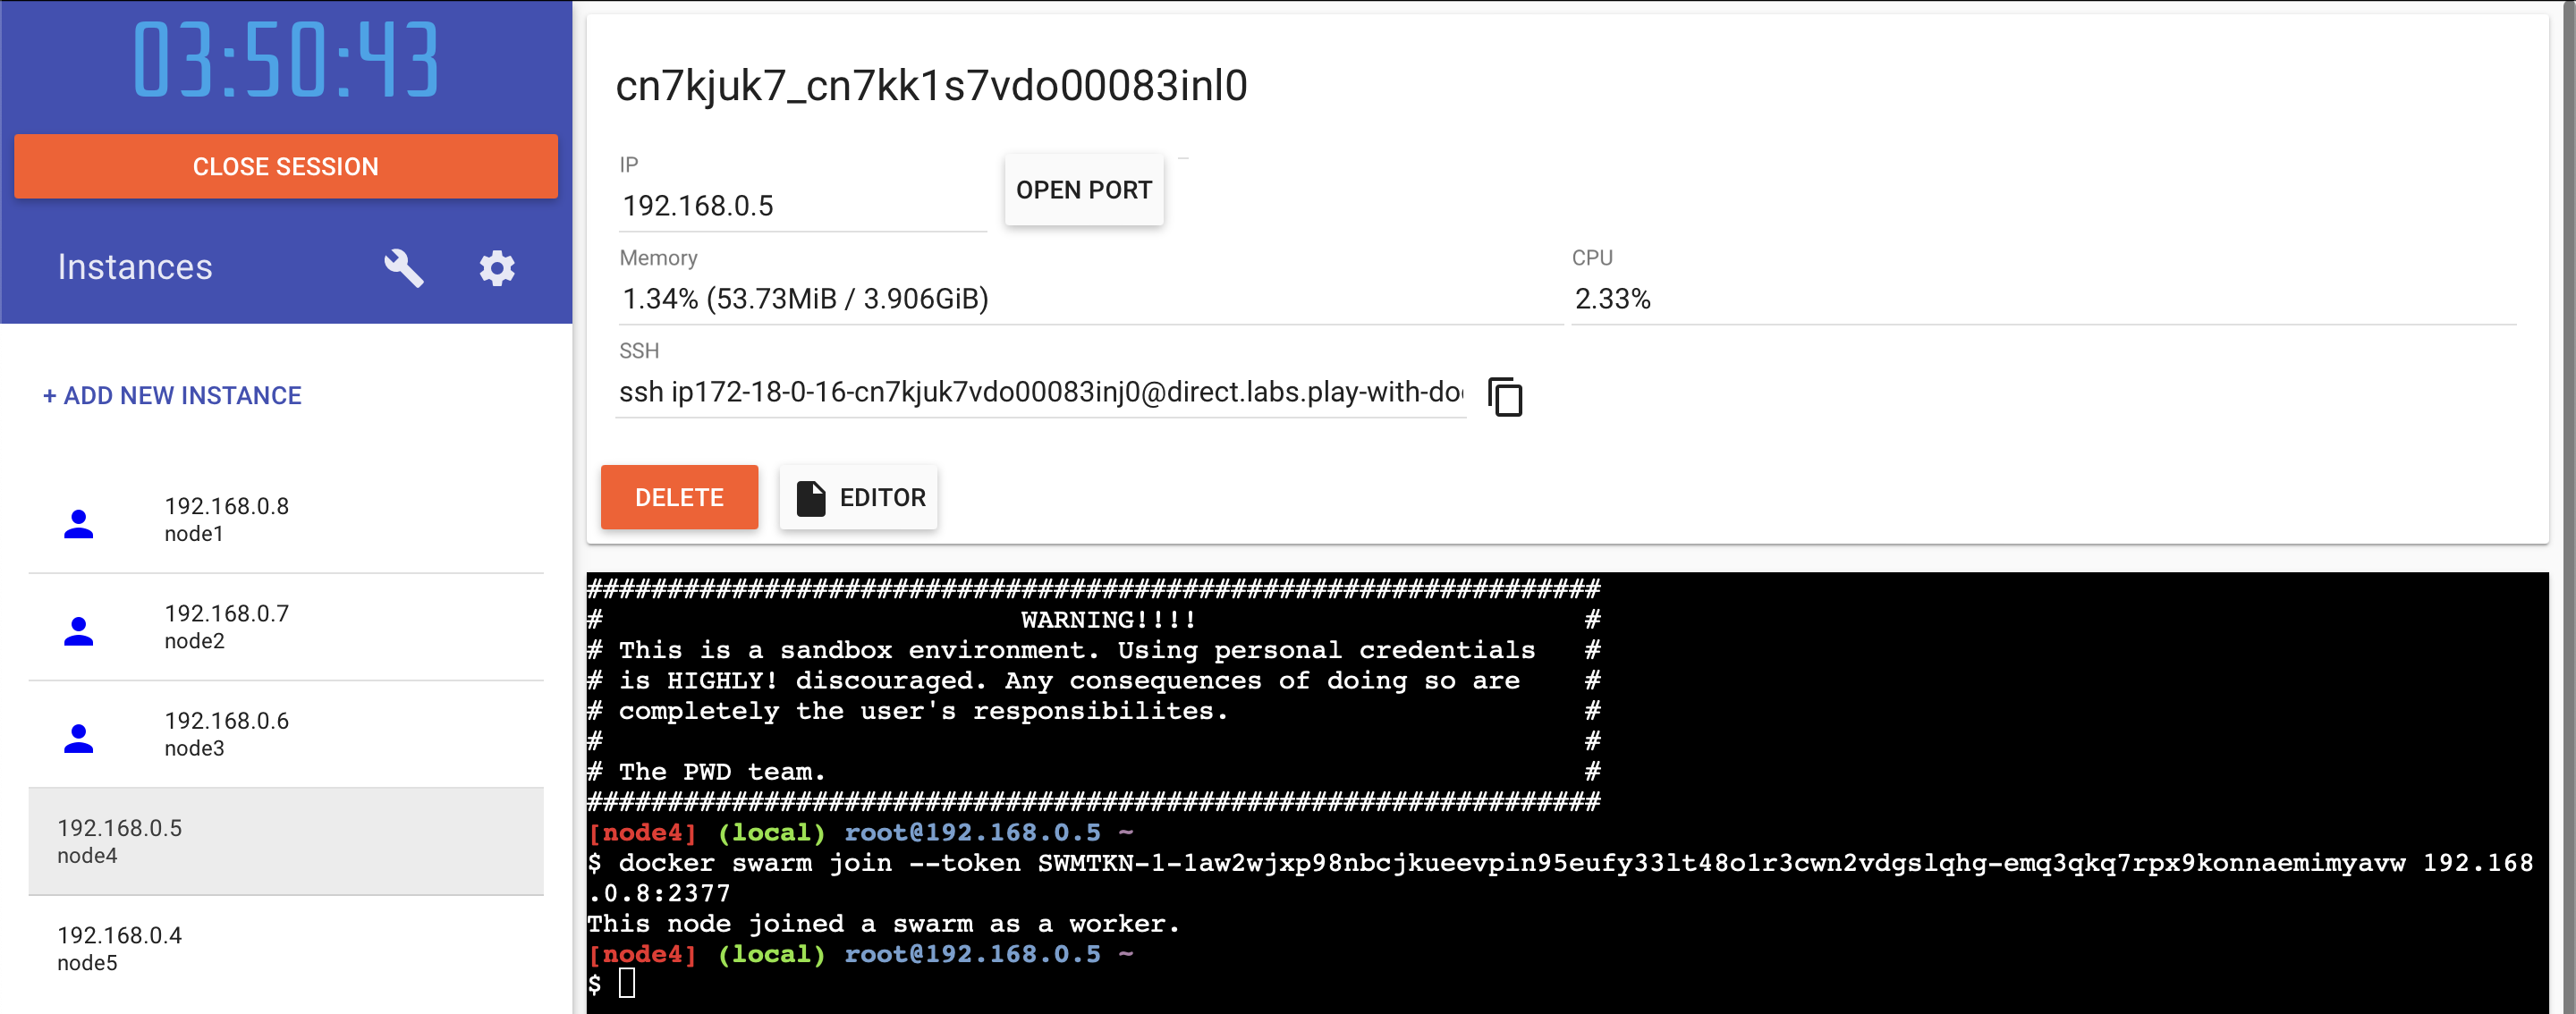 03:50:43
CLOSE SESSION
Instances
+ ADD NEW INSTANCE
192.168.0.8
node1
192.168.0.7
node2
192.168.0.6
node3
192.168.0.5
node4
192.168.0.4
node5
cn7kjuk7_cn7kk1s7vdo00083inl0
IP
192.168.0.5
OPEN PORT
Memory
1.34% (53.73MiB / 3.906GiB)
CPU
2.33%
SSH
ssh ip172-18-0-16-cn7kjuk7vdo00083inj0@direct.labs.play-with-do
DELETE
EDITOR
###############################################################
# WARNING!!!! #
# This is a sandbox environment. Using personal credentials #
# is HIGHLY! discouraged. Any consequences of doing so are #
# completely the user's responsibilites. #
# #
# The PWD team. #
###############################################################
[node4] (local) root@192.168.0.5 ~
$ docker swarm join --token SWMTKN-1-1aw2wjxp98nbcjkueevpin95eufy33lt48o1r3cwn2vdgslqhg-emq3qkq7rpx9konnaemimyavw 192.168
.0.8:2377
This node joined a swarm as a worker.
[node4] (local) root@192.168.0.5 ~
$